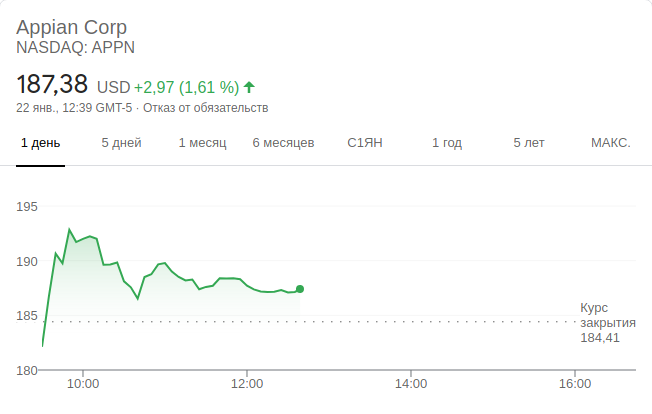 Appian Corp
NASDAQ: APPN
187,38 USD +2,97 (1,61 %)
22 янв., 12:39 GMT-5 · Отказ от обязательств
1 день 5 дней 1 месяц 6 месяцев С1ЯН 1 год 5 лет МАКС.
195
190
185
Курс
закрытия
184,41
180
10:00 12:00 14:00 16:00